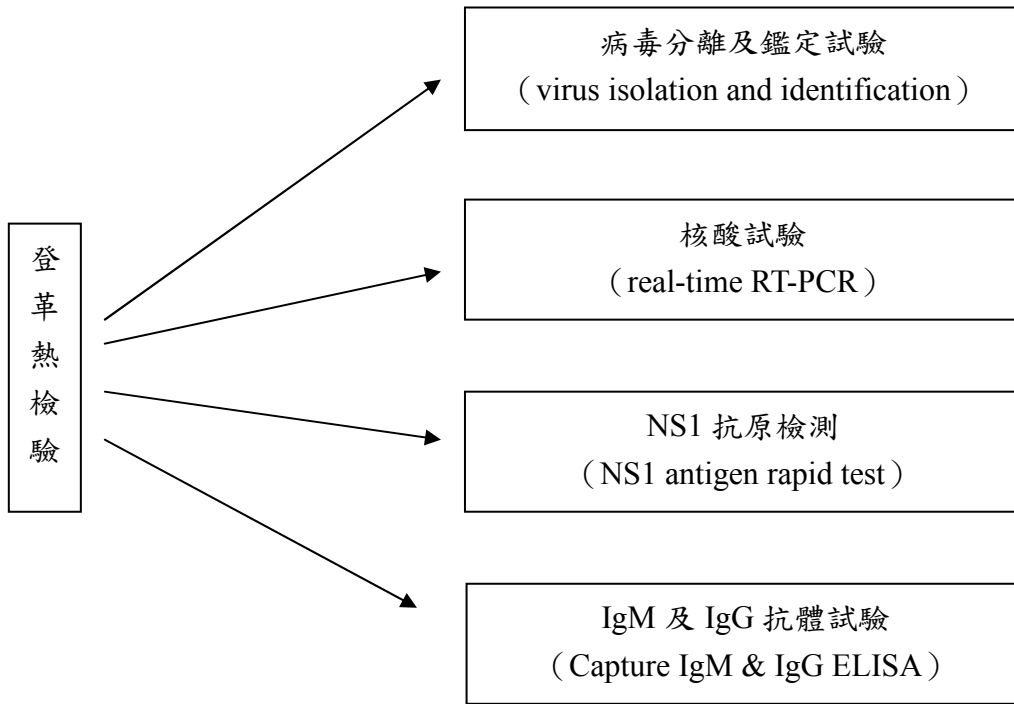 登革熱檢驗
病毒分離及鑑定試驗
（virus isolation and identification）
核酸試驗
（real-time RT-PCR）
NS1 抗原檢測
（NS1 antigen rapid test）
IgM 及 IgG 抗體試驗
（Capture IgM & IgG ELISA）